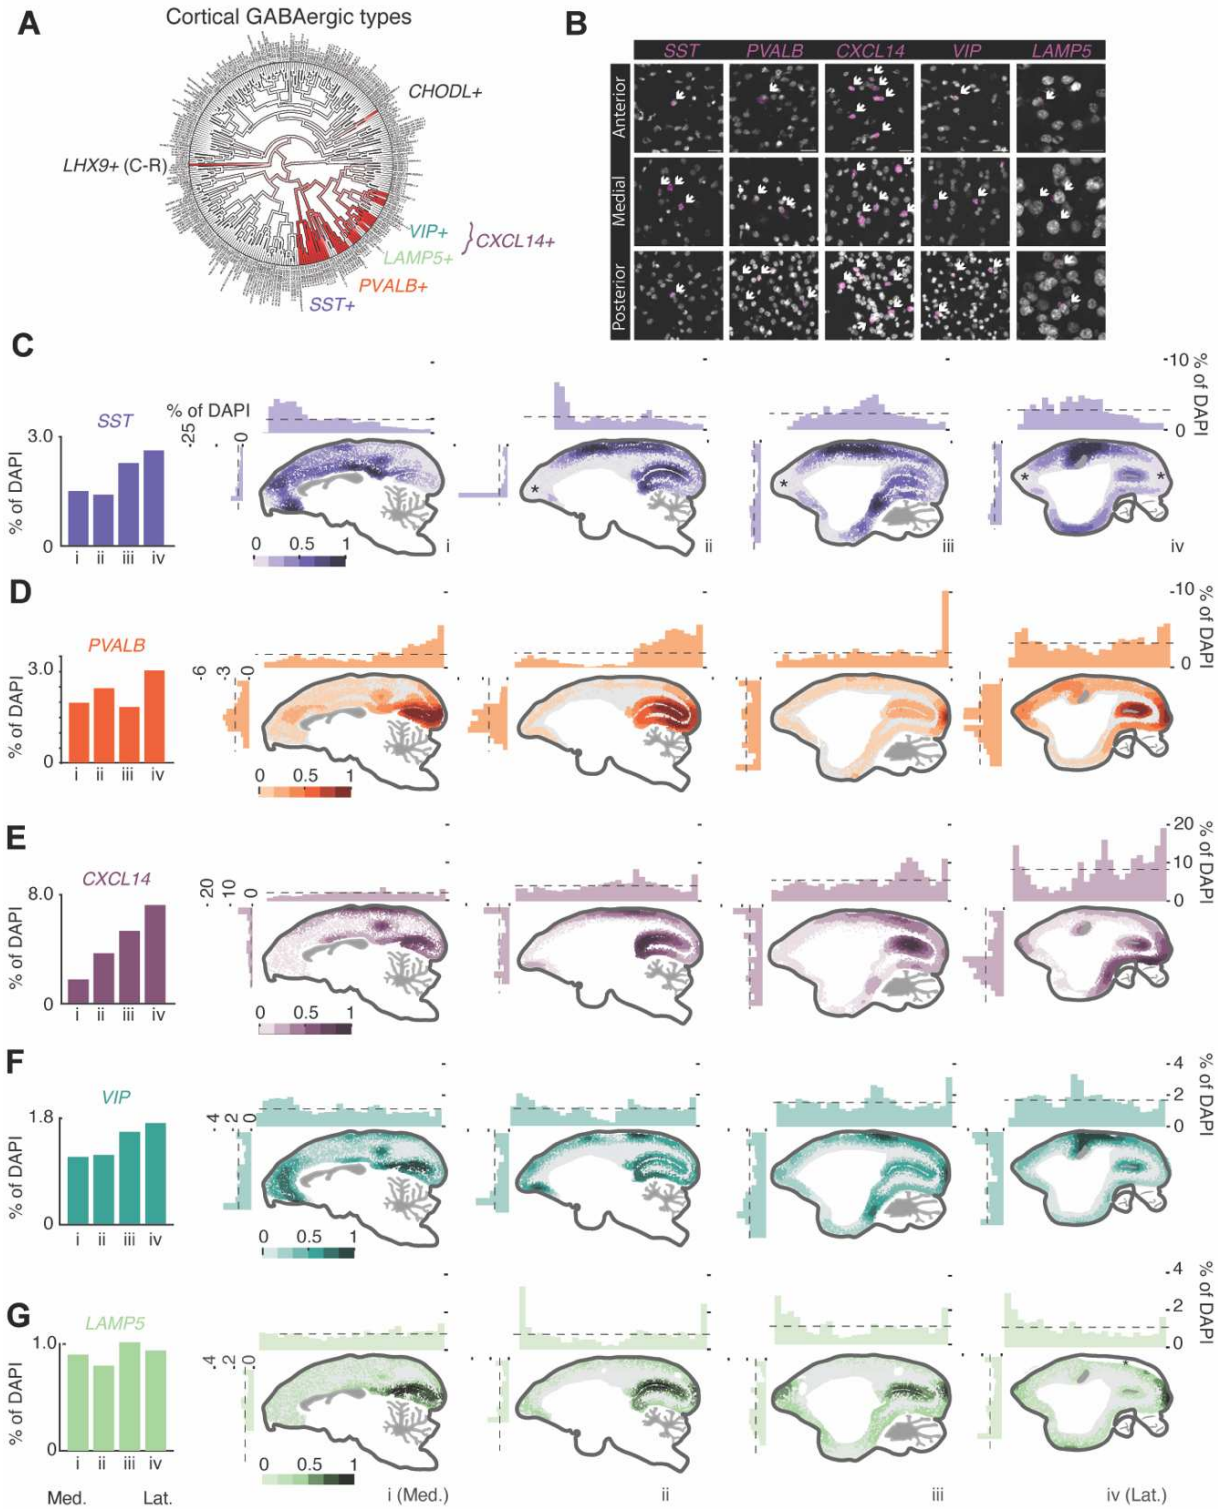 A
Cortical GABAergic types
CHODL+
LHX9+ (C-R)
VIP+
LAMP5+
}CXCL14+
PVALB+
SST+
B
SST PVALB CXCL14 VIP LAMP5
Anterior
Medial
Posterior
C
SST
3.0
% of DAPI
0
i ii iii iv
% of DAPI
25
0
0 0.5 1
i
ii
iii
iv
10
% of DAPI
0
D
PVALB
3.0
% of DAPI
0
i ii iii iv
6 3 0
0 0.5 1
10
% of DAPI
0
E
CXCL14
8.0
% of DAPI
0
i ii iii iv
20 10 0
0 0.5 1
20
10
% of DAPI
0
F
VIP
1.8
% of DAPI
0
i ii iii iv
4 2 0
0 0.5 1
4
2
% of DAPI
0
G
LAMP5
1.0
% of DAPI
0
i ii iii iv
4 2 0
0 0.5 1
4
2
% of DAPI
0
Med. Lat.
i (Med.)
ii
iii
iv (Lat.)